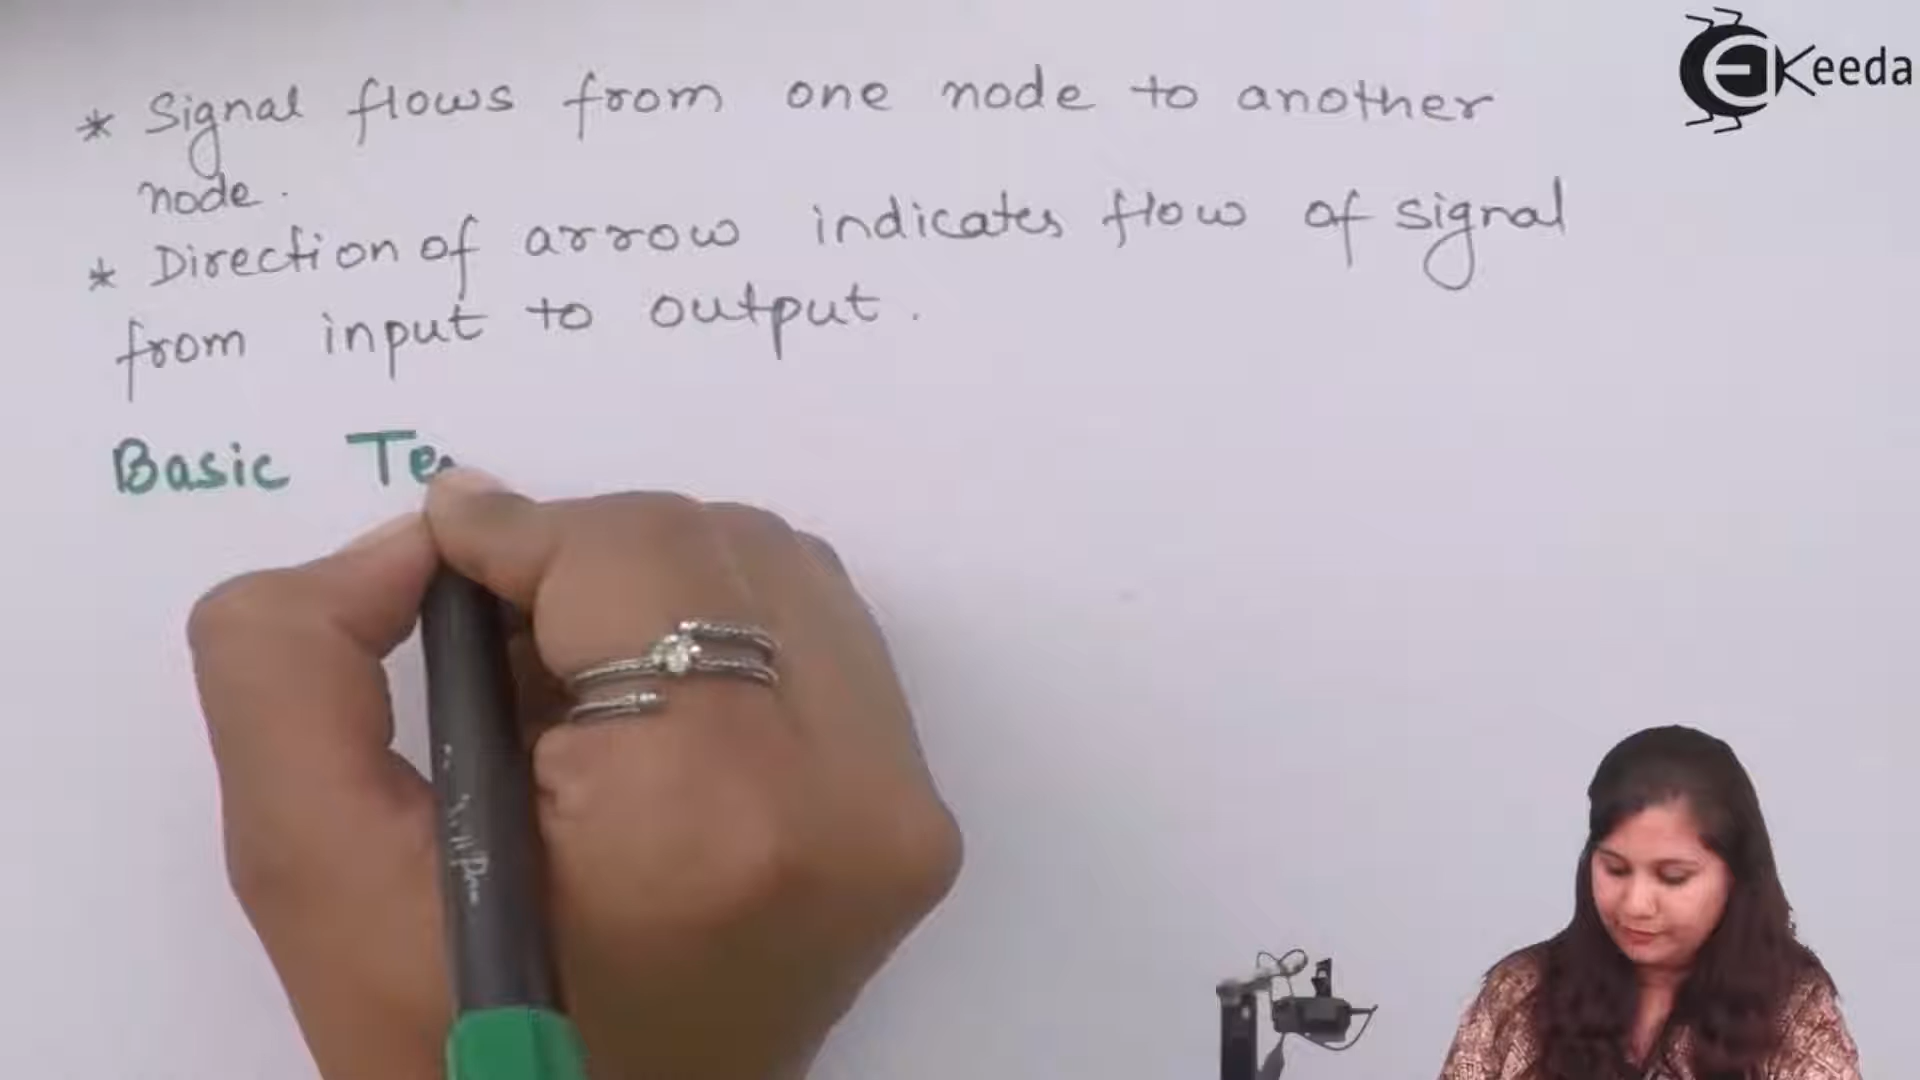 * Signal flows from one node to another
node.
* Direction of arrow indicates flow of signal
from input to output.
Basic Te
EKeeda